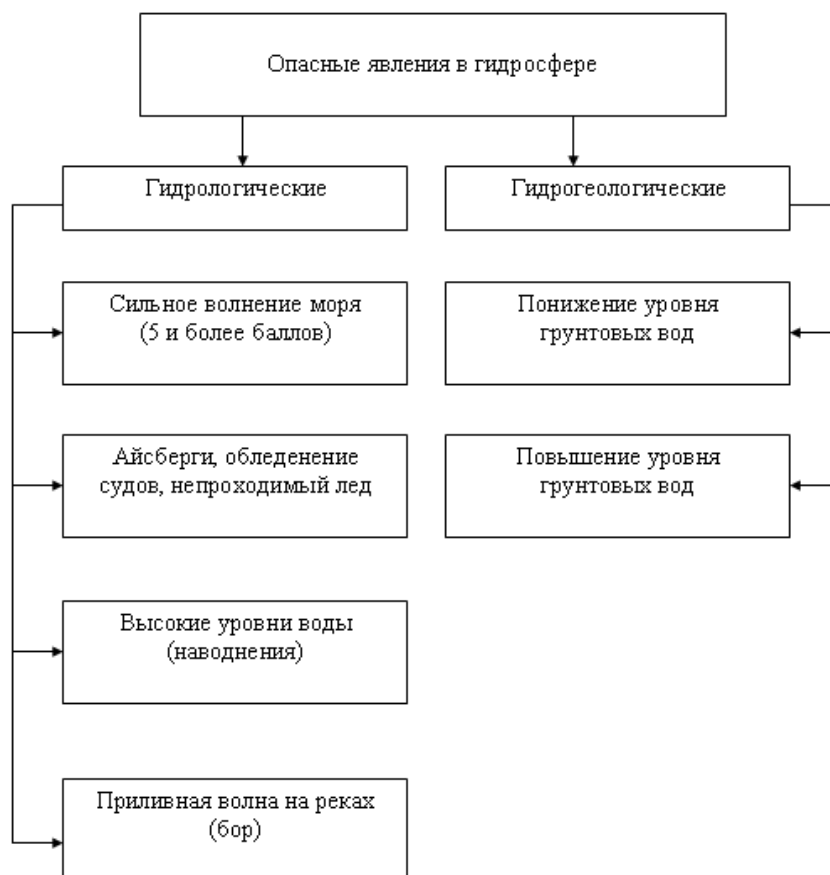 Опасные явления в гидросфере
Гидрологические
Гидрогеологические
Сильное волнение моря
(5 и более баллов)
Понижение уровня
грунтовых вод
Айсберги, обледенение
судов, непроходимый лед
Повышение уровня
грунтовых вод
Высокие уровни воды
(наводнения)
Приливная волна на реках
(бор)